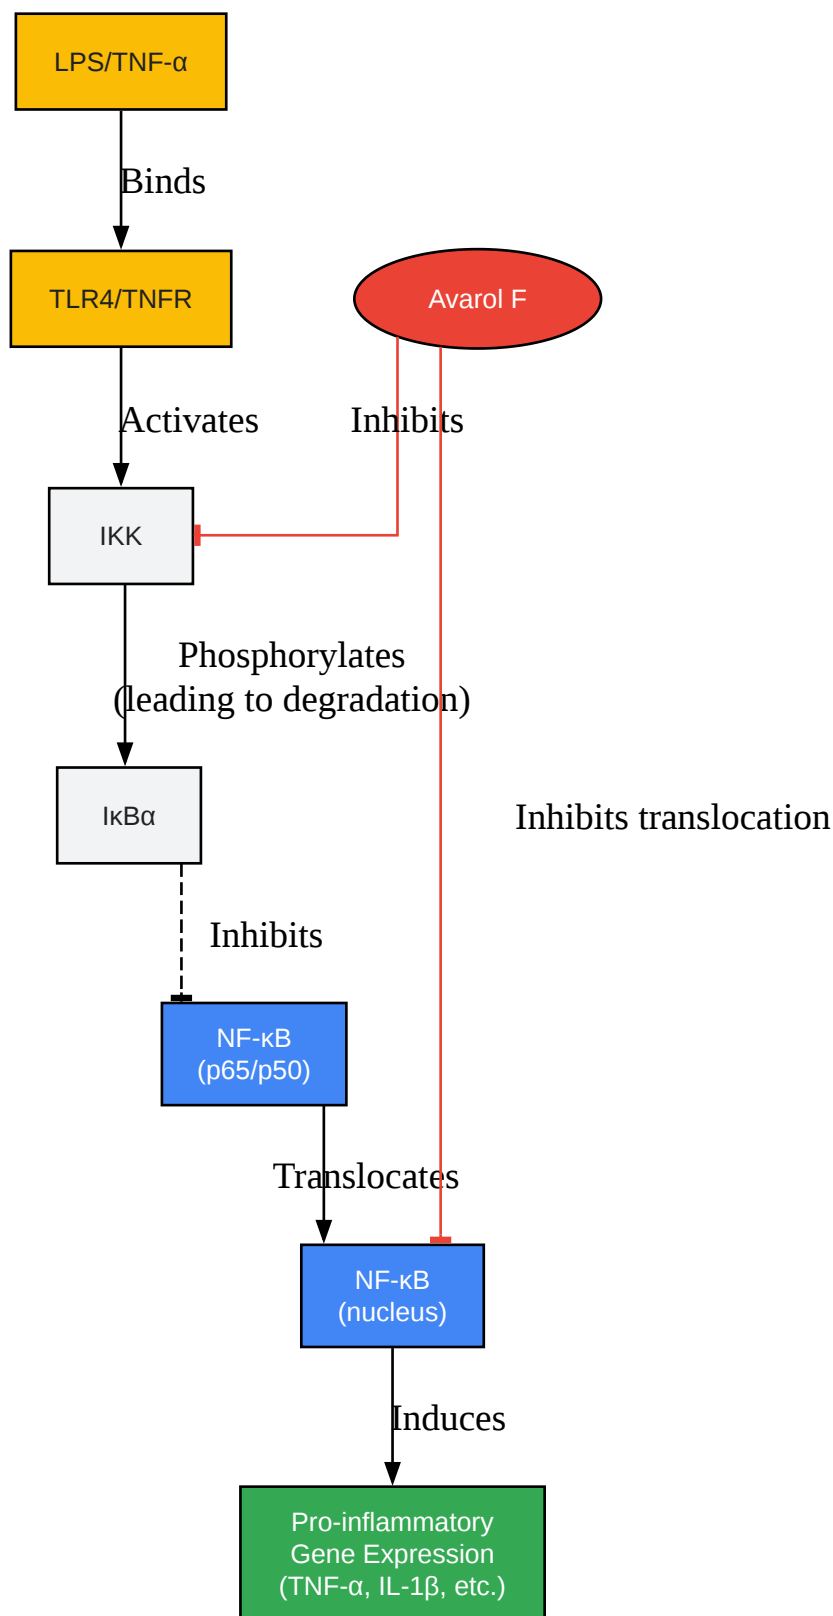 LPS/TNF-α
Binds
TLR4/TNFR
Avarol F
Activates
Inhibits
IKK
Phosphorylates
(leading to degradation)
IκBα
Inhibits translocation
Inhibits
NF-κB
(p65/p50)
Translocates
NF-κB
(nucleus)
Induces
Pro-inflammatory
Gene Expression
(TNF-α, IL-1β, etc.)